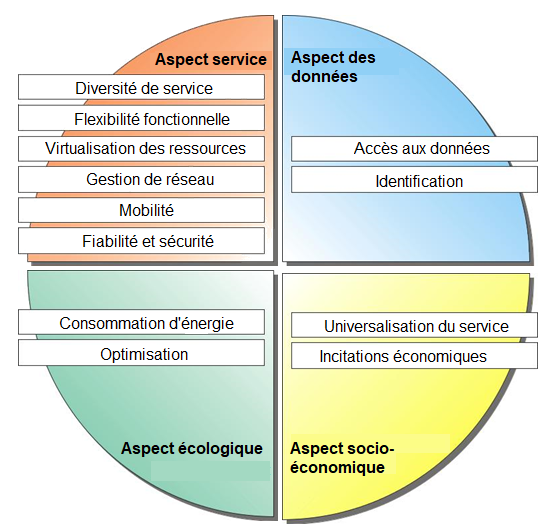 Aspect service
Diversité de service
Flexibilité fonctionnelle
Virtualisation des ressources
Gestion de réseau
Mobilité
Fiabilité et sécurité
Aspect des
données
Accès aux données
Identification
Consommation d'énergie
Optimisation
Aspect écologique
Universalisation du service
Incitations économiques
Aspect socio-
économique